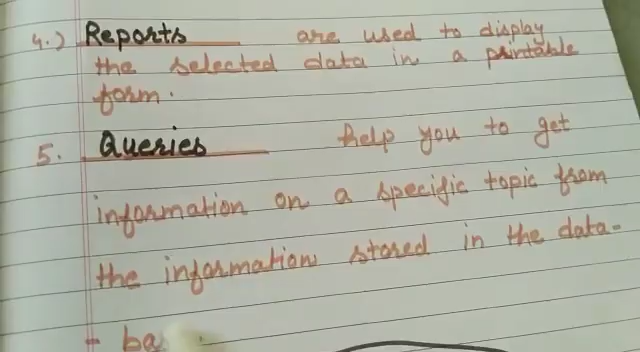 4.) Reports are used to display
the selected data in a printable
form.
5. Queries help you to get
information on a specific topic from
the information stored in the data-
- ba